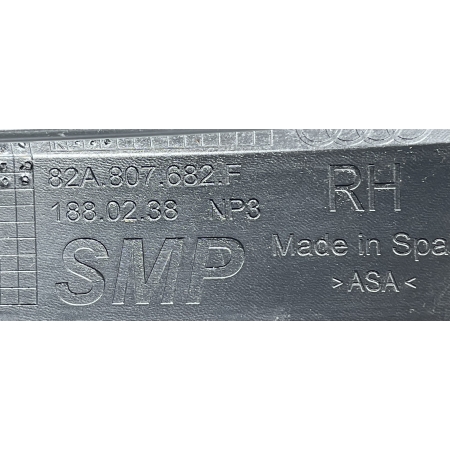 82A.807.682.F
188.02.38 NP3
SMP
RH
Made in Spa
>ASA<